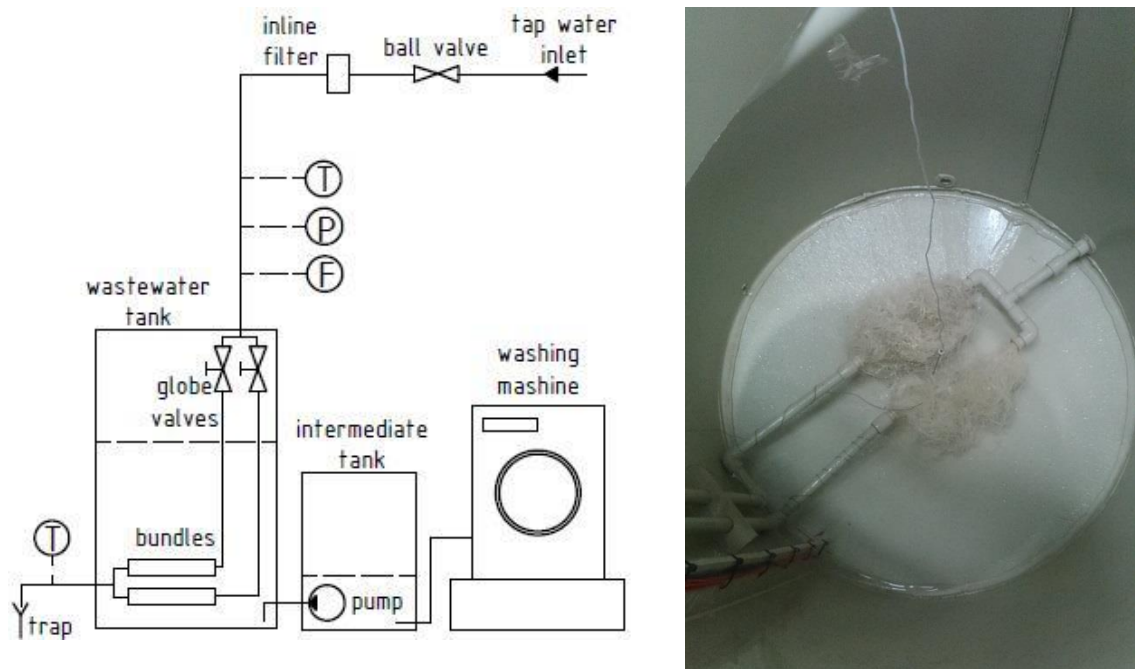 inline
filter
ball valve
tap water
inlet
T
P
F
wastewater
tank
globe
valves
washing
mashine
intermediate
tank
T
bundles
pump
trap